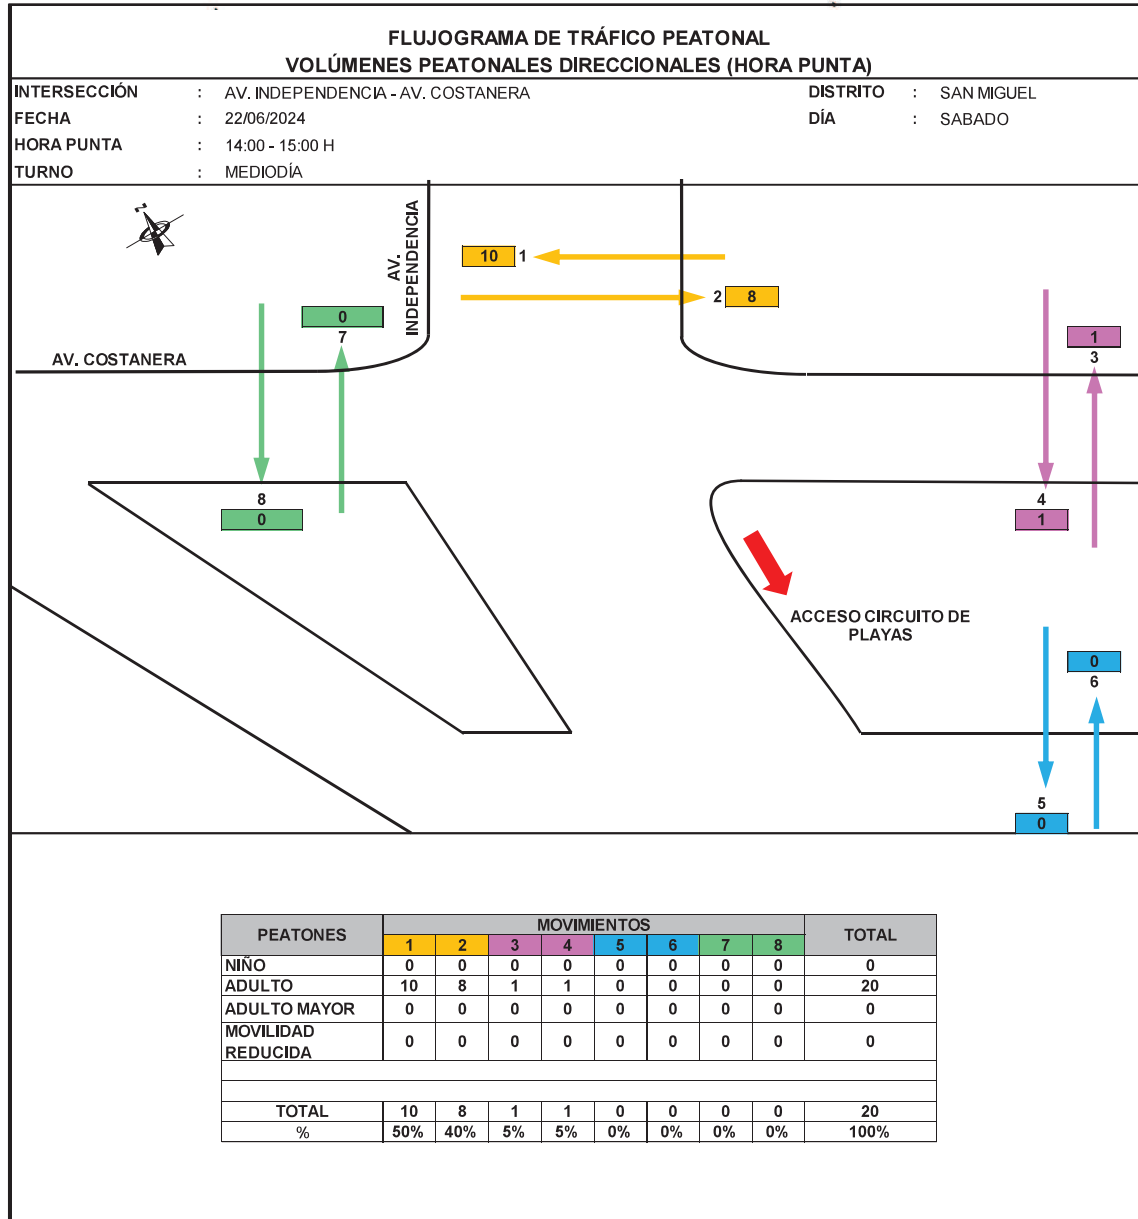 FLUJOGRAMA DE TRÁFICO PEATONAL
VOLÚMENES PEATONALES DIRECCIONALES (HORA PUNTA)
INTERSECCIÓN : AV. INDEPENDENCIA - AV. COSTANERA DISTRITO : SAN MIGUEL
FECHA : 22/06/2024 DÍA : SABADO
HORA PUNTA : 14:00 - 15:00 H
TURNO : MEDIODÍA
AV. INDEPENDENCIA
10 1
2 8
0
7
1
3
AV. COSTANERA
8
0
4
1
ACCESO CIRCUITO DE
PLAYAS
0
6
5
0
PEATONES MOVIMIENTOS TOTAL
1 2 3 4 5 6 7 8
NIÑO 0 0 0 0 0 0 0 0 0
ADULTO 10 8 1 1 0 0 0 0 20
ADULTO MAYOR 0 0 0 0 0 0 0 0 0
MOVILIDAD
REDUCIDA 0 0 0 0 0 0 0 0 0
TOTAL 10 8 1 1 0 0 0 0 20
% 50% 40% 5% 5% 0% 0% 0% 0% 100%